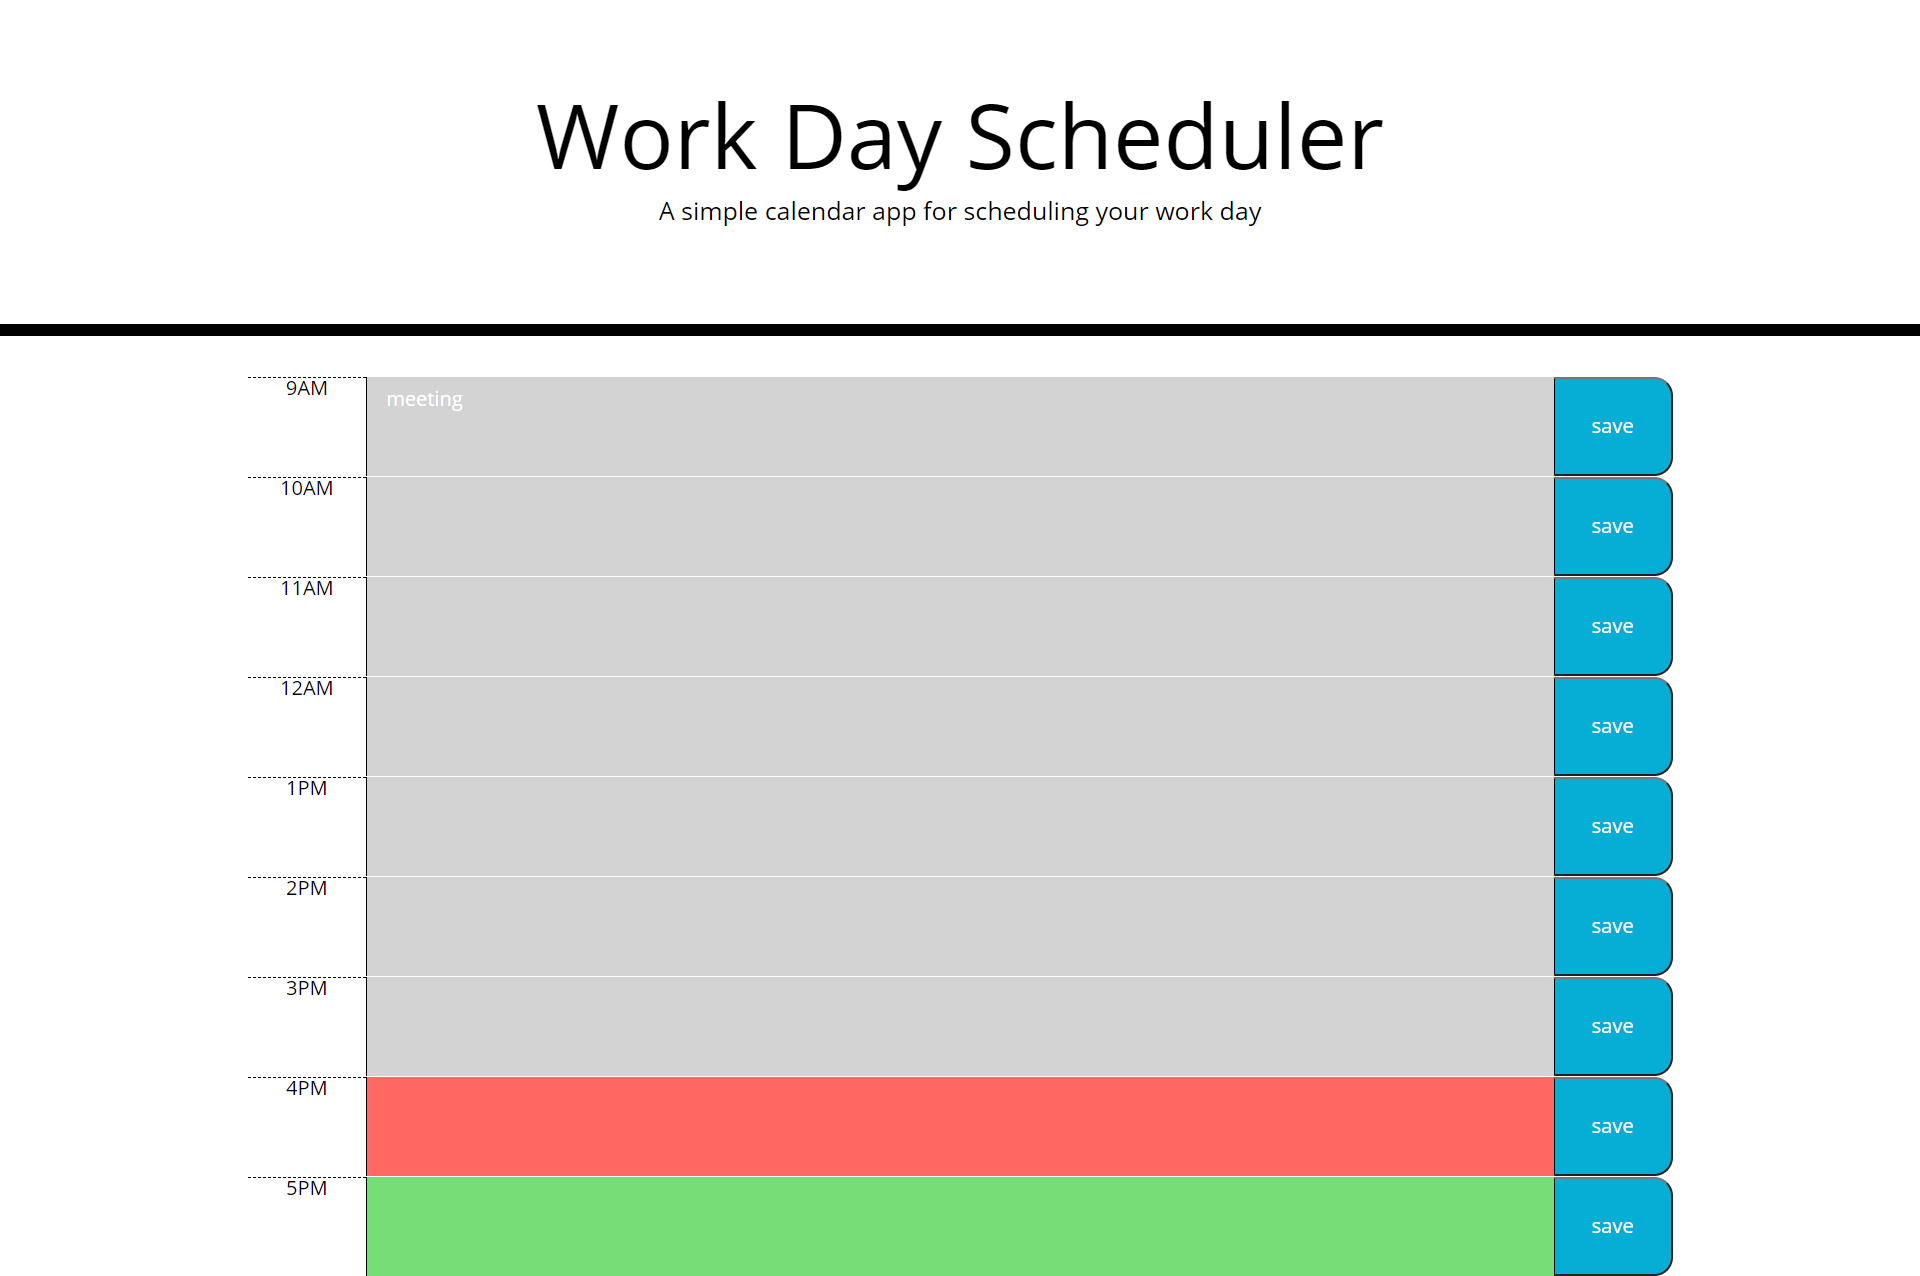 Work Day Scheduler
A simple calendar app for scheduling your work day
9AM meeting save
10AM save
11AM save
12AM save
1PM save
2PM save
3PM save
4PM save
5PM save